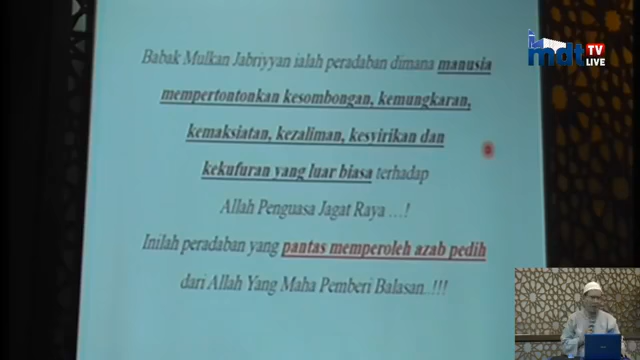 Babak Mulkan Jabriyyan ialah peradaban dimana manusia
mempertontonkan kesombongan, kemungkaran,
kemaksiatan, kezaliman, kesyirikan dan
kekufuran yang luar biasa terhadap
Allah Penguasa Jagat Raya ...!
Inilah peradaban yang pantas memperoleh azab pedih
dari Allah Yang Maha Pemberi Balasan..!!!
mdt TV
LIVE